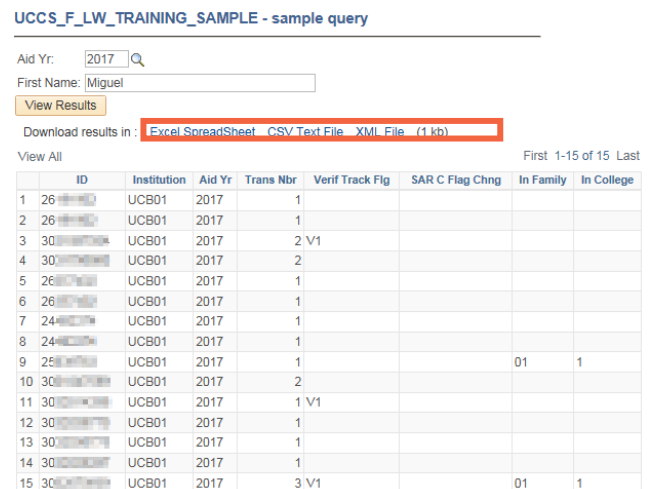 UCCS_F_LW_TRAINING_SAMPLE - sample query
Aid Yr: 2017
First Name: Miguel
View Results
Download results in : Excel SpreadSheet CSV Text File XML File (1 kb)
View All First 1-15 of 15 Last
ID Institution Aid Yr Trans Nbr Verif Track Flg SAR C Flag Chng In Family In College
1 26 UCB01 2017 1
2 26 UCB01 2017 1
3 30 UCB01 2017 2 V1
4 30 UCB01 2017 2
5 26 UCB01 2017 1
6 26 UCB01 2017 1
7 24 UCB01 2017 1
8 24 UCB01 2017 1
9 25 UCB01 2017 1 01 1
10 30 UCB01 2017 2
11 30 UCB01 2017 1 V1
12 30 UCB01 2017 1
13 30 UCB01 2017 1
14 30 UCB01 2017 1
15 30 UCB01 2017 3 V1 01 1